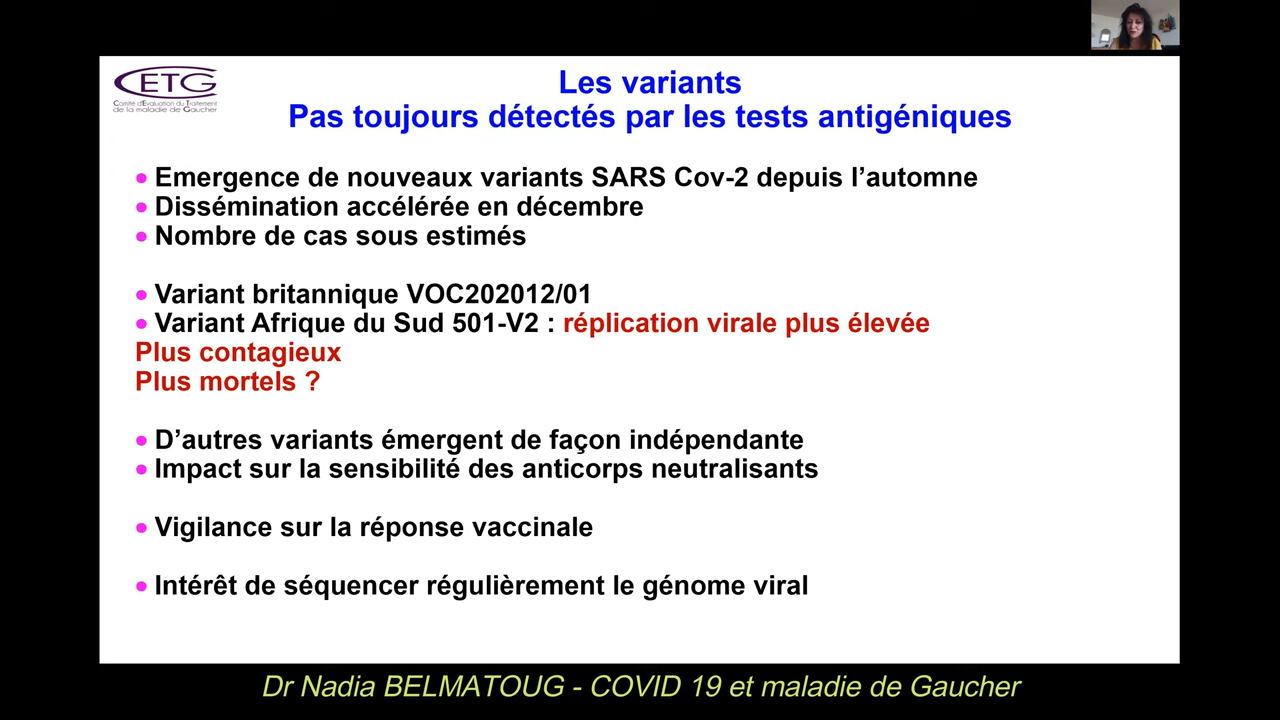 CETG
Comité d'Evaluation du Traitement
de la maladie de Gaucher
Les variants
Pas toujours détectés par les tests antigéniques
• Emergence de nouveaux variants SARS Cov-2 depuis l’automne
• Dissémination accélérée en décembre
• Nombre de cas sous estimés
• Variant britannique VOC202012/01
• Variant Afrique du Sud 501-V2 : réplication virale plus élevée
Plus contagieux
Plus mortels ?
• D’autres variants émergent de façon indépendante
• Impact sur la sensibilité des anticorps neutralisants
• Vigilance sur la réponse vaccinale
• Intérêt de séquencer régulièrement le génome viral
Dr Nadia BELMATOUG - COVID 19 et maladie de Gaucher